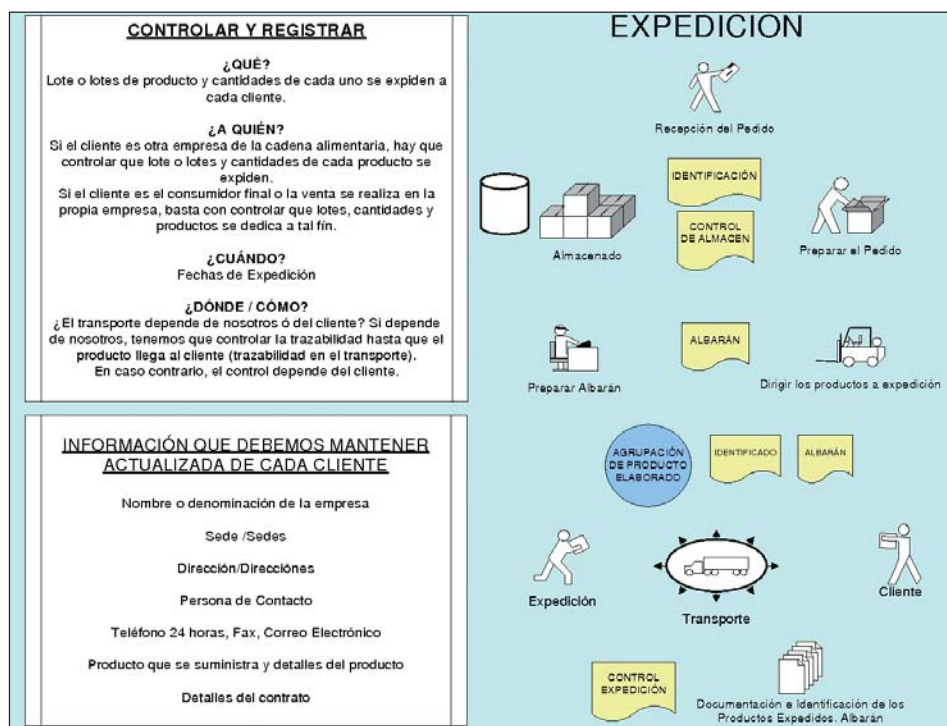 CONTROLAR Y REGISTRAR
¿QUÉ?
Lote o lotes de producto y cantidades de cada uno se expiden a
cada cliente.
¿A QUIÉN?
Si el cliente es otra empresa de la cadena alimentaria, hay que
controlar que lote o lotes y cantidades de cada producto se
expiden.
Si el cliente es el consumidor final o la venta se realiza en la
propia empresa, basta con controlar que lotes, cantidades y
productos se dedica a tal fín.
¿CUÁNDO?
Fechas de Expedición
¿DÓNDE / CÓMO?
¿El transporte depende de nosotros ó del cliente? Si depende
de nosotros, tenemos que controlar la trazabilidad hasta que el
producto llega al cliente (trazabilidad en el transporte).
En caso contrario, el control depende del cliente.
INFORMACIÓN QUE DEBEMOS MANTENER
ACTUALIZADA DE CADA CLIENTE
Nombre o denominación de la empresa
Sede /Sedes
Dirección/Direcciónes
Persona de Contacto
Teléfono 24 horas, Fax, Correo Electrónico
Producto que se suministra y detalles del producto
Detalles del contrato
EXPEDICION
Recepción del Pedido
IDENTIFICACIÓN
CONTROL
DE ALMACEN
Almacenado
Preparar el Pedido
ALBARÁN
Preparar Albarán
Dirigir los productos a expedición
AGRUPACIÓN
DE PRODUCTO
ELABORADO
IDENTIFICADO
ALBARÁN
Expedición
Transporte
Cliente
CONTROL
EXPEDICIÓN
Documentación e Identificación de los
Productos Expedidos. Albarán